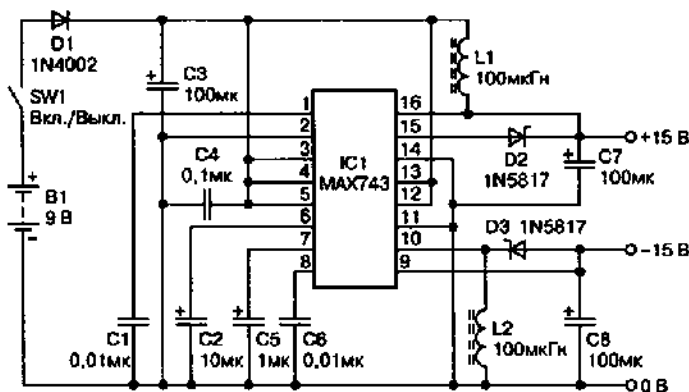 D1
1N4002
SW1
Вкл./Выкл.
B1
9 В
+
-
+
C3
100мк
C4
0,1мк
1
2
3
4
5
6
7
8
IC1
MAX743
16
15
14
13
12
11
10
9
L1
100мкГн
D2
1N5817
+
C7
100мк
+15 В
D3 1N5817
-15 В
L2
100мкГн
+
C8
100мк
0 В
C1
0,01мк
+
C2
10мк
+
C5
1мк
C6
0,01мк